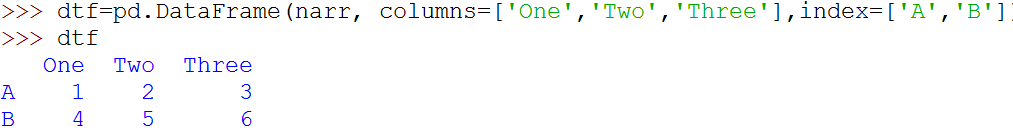 >>> dtf=pd.DataFrame(narr, columns=['One','Two','Three'],index=['A','B'])
>>> dtf
   One  Two  Three
A    1    2      3
B    4    5      6